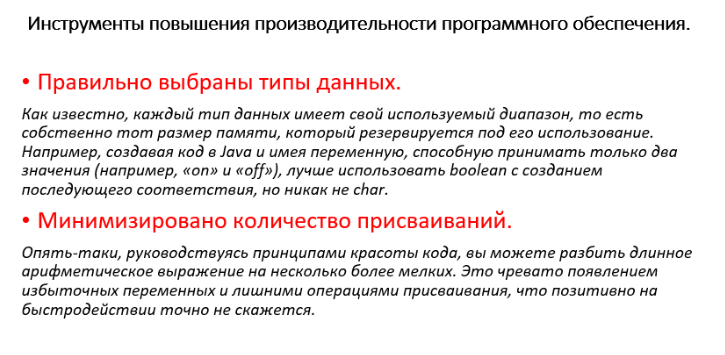 Инструменты повышения производительности программного обеспечения.
• Правильно выбраны типы данных.
Как известно, каждый тип данных имеет свой используемый диапазон, то есть
собственно тот размер памяти, который резервируется под его использование.
Например, создавая код в Java и имея переменную, способную принимать только два
значения (например, «on» и «off»), лучше использовать boolean с созданием
последующего соответствия, но никак не char.
• Минимизировано количество присваиваний.
Опять-таки, руководствуясь принципами красоты кода, вы можете разбить длинное
арифметическое выражение на несколько более мелких. Это чревато появлением
избыточных переменных и лишними операциями присваивания, что позитивно на
быстродействии точно не скажется.